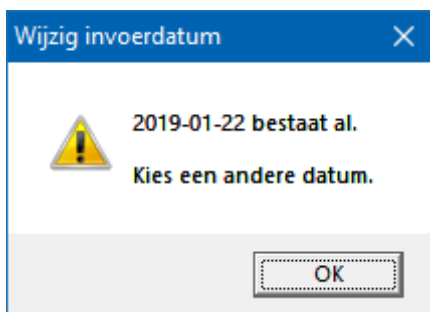 Wijzig invoerdatum
2019-01-22 bestaat al.
Kies een andere datum.
OK